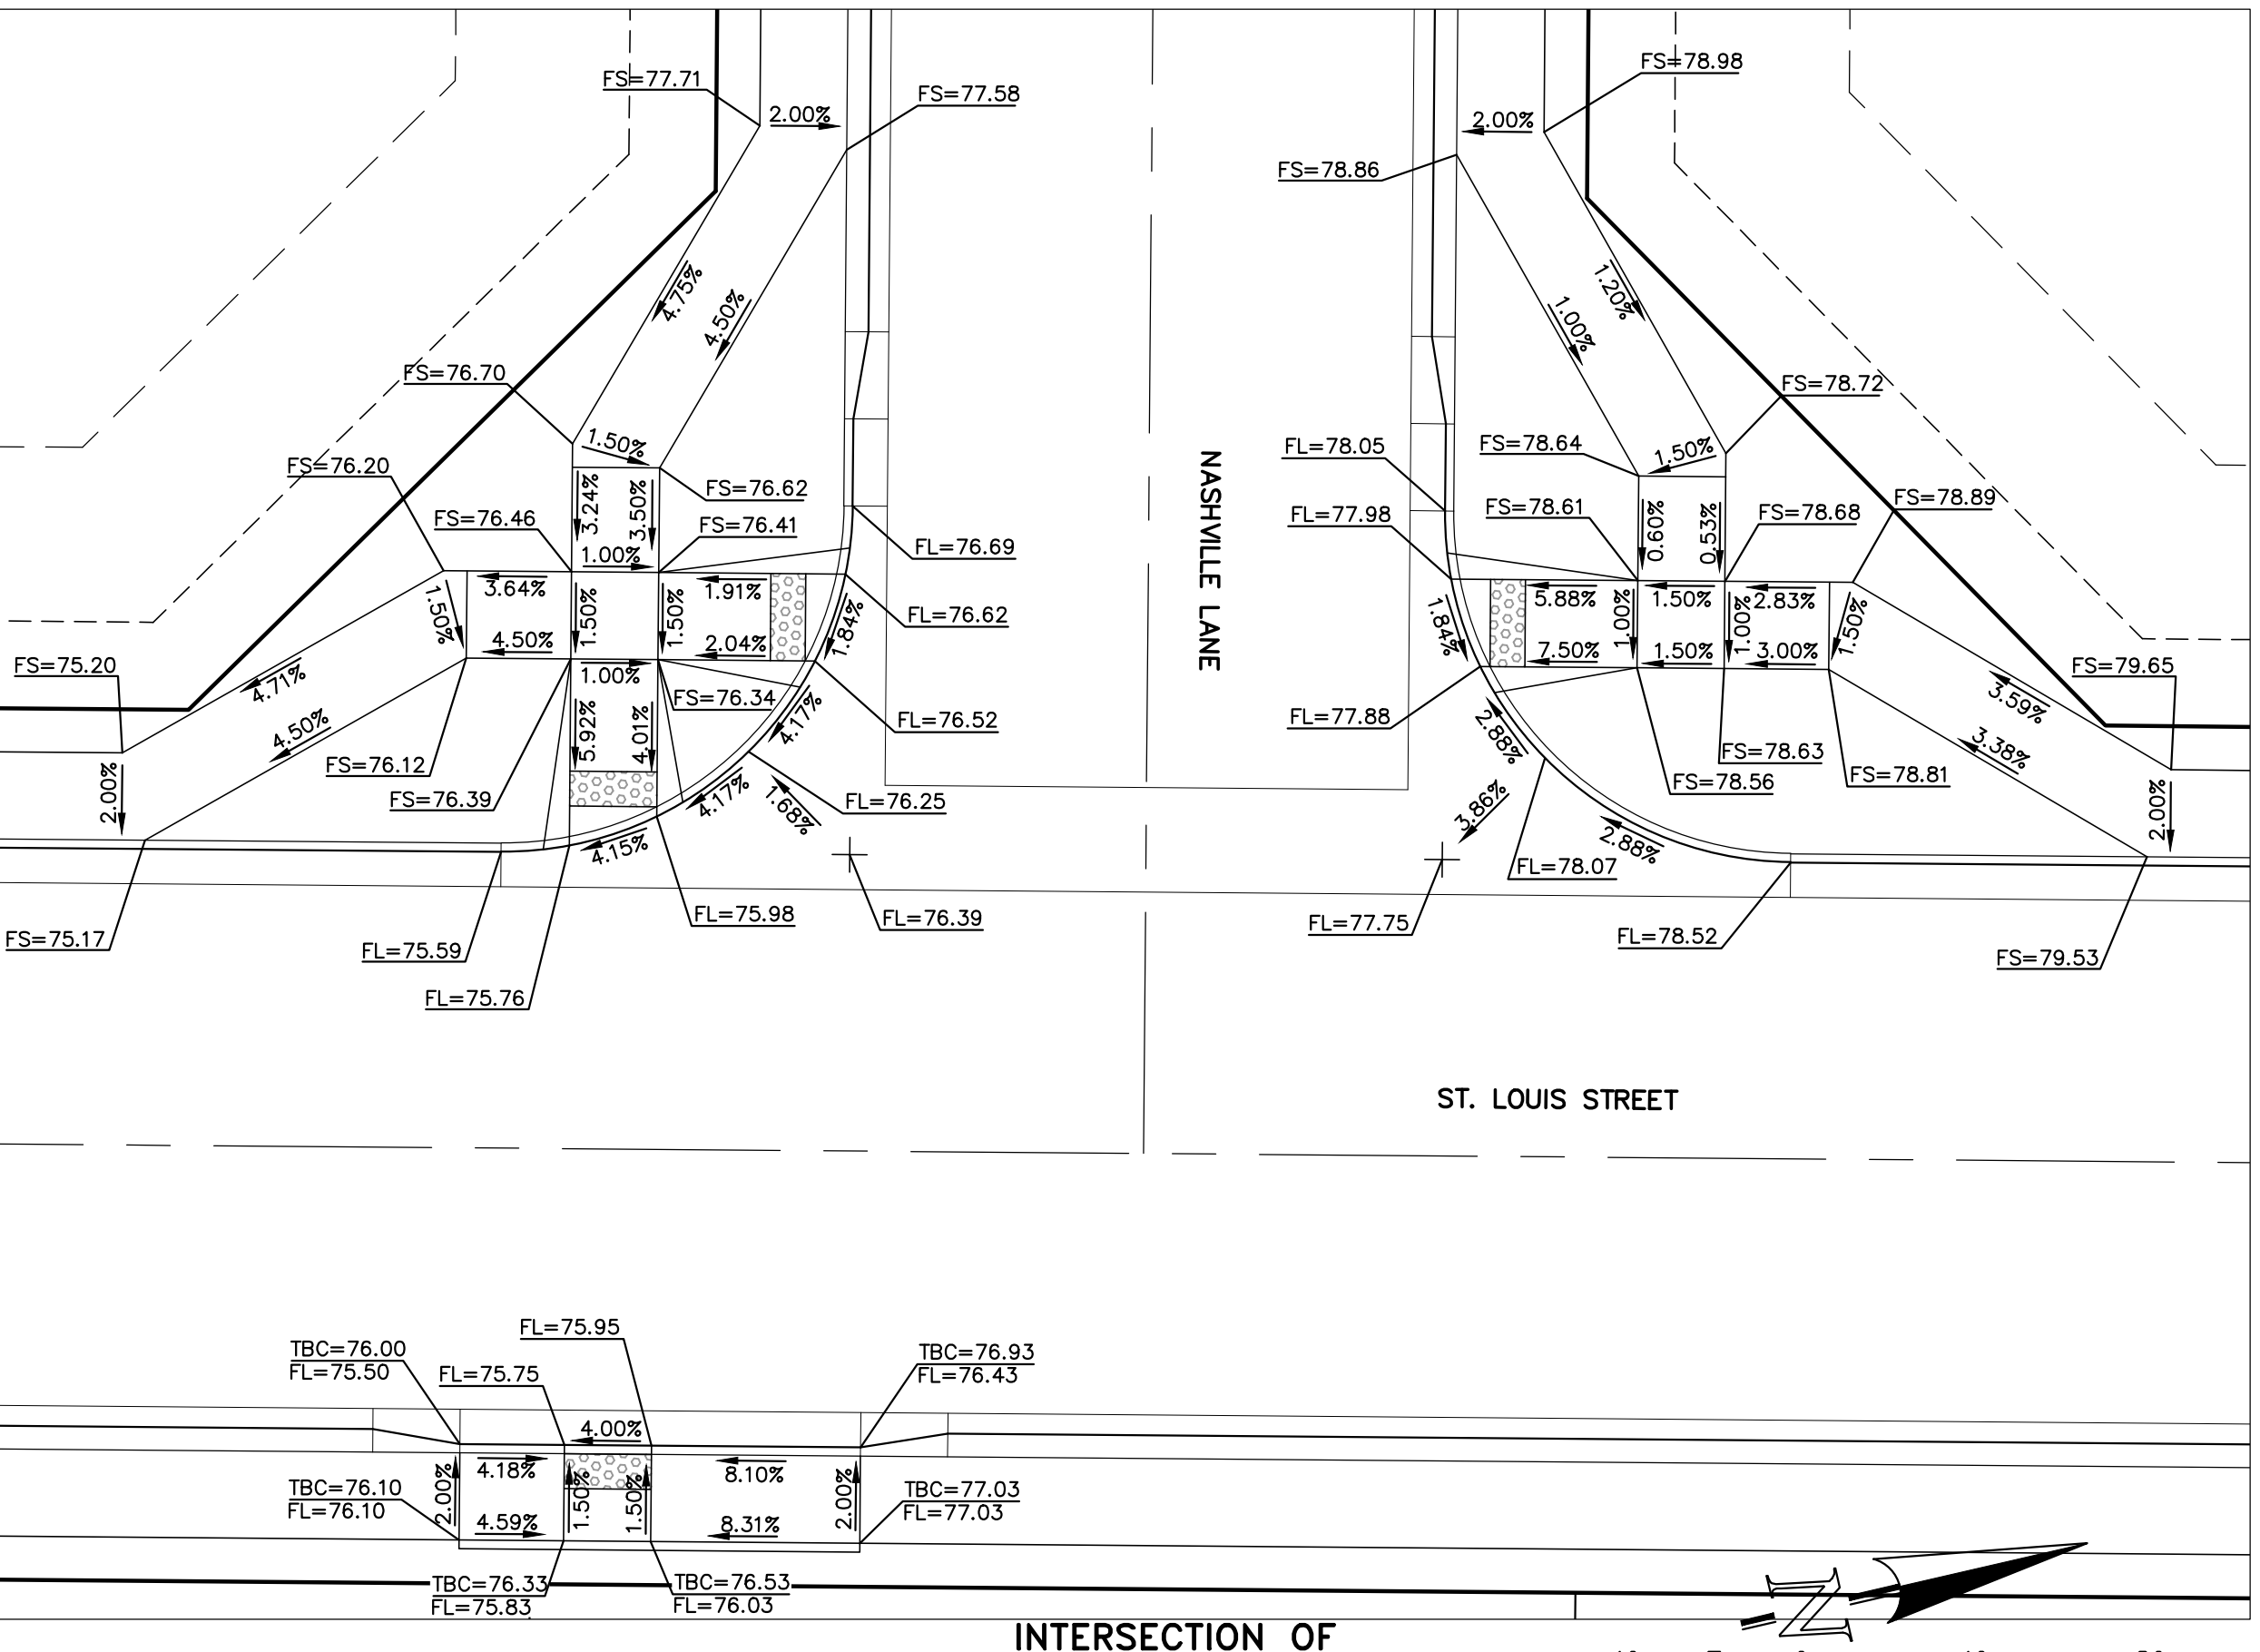 FS=77.71
2.00%
FS=77.58
FS=78.98
2.00%
FS=78.86
4.75%
4.50%
1.20%
1.00%
FS=76.70
FS=78.72
1.50%
FL=78.05
FS=78.64
1.50%
FS=76.20
FS=76.62
FS=78.89
3.24%
3.50%
FS=76.46
FS=76.41
FL=77.98
FS=78.61
FS=78.68
NASHVILLE LANE
1.00%
FL=76.69
0.60%
0.53%
3.64%
1.91%
5.88%
1.50%
2.83%
1.50%
1.50%
1.50%
FL=76.62
1.84%
1.84%
1.00%
1.00%
1.50%
4.50%
2.04%
7.50%
1.50%
3.00%
FS=75.20
4.71%
1.00%
FS=76.34
FS=79.65
3.59%
4.50%
5.92%
4.01%
4.17%
FL=76.52
FL=77.88
2.88%
3.38%
FS=76.12
FS=78.63
FS=78.56
FS=78.81
2.00%
FS=76.39
4.17%
1.68%
FL=76.25
3.86%
2.88%
2.00%
4.15%
FL=78.07
FS=75.17
FL=75.59
FL=75.98
FL=76.39
FL=77.75
FL=78.52
FS=79.53
FL=75.76
ST. LOUIS STREET
FL=75.95
TBC=76.00
FL=75.50
FL=75.75
TBC=76.93
FL=76.43
4.00%
4.18%
8.10%
TBC=76.10
FL=76.10
2.00%
1.50%
1.50%
2.00%
TBC=77.03
FL=77.03
4.59%
8.31%
TBC=76.33
FL=75.83
TBC=76.53
FL=76.03
N
INTERSECTION OF